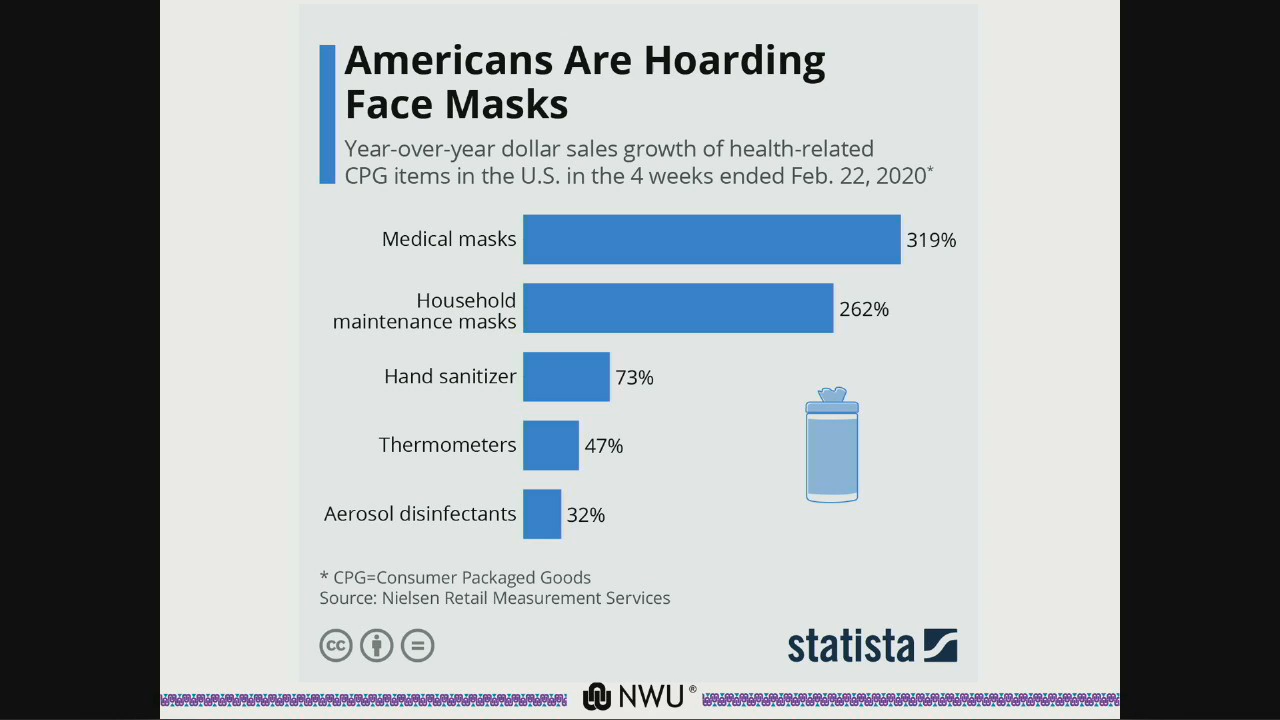 Americans Are Hoarding
Face Masks
Year-over-year dollar sales growth of health-related
CPG items in the U.S. in the 4 weeks ended Feb. 22, 2020*
Medical masks 319%
Household
maintenance masks 262%
Hand sanitizer 73%
Thermometers 47%
Aerosol disinfectants 32%
* CPG=Consumer Packaged Goods
Source: Nielsen Retail Measurement Services
cc =
statista
NWU®